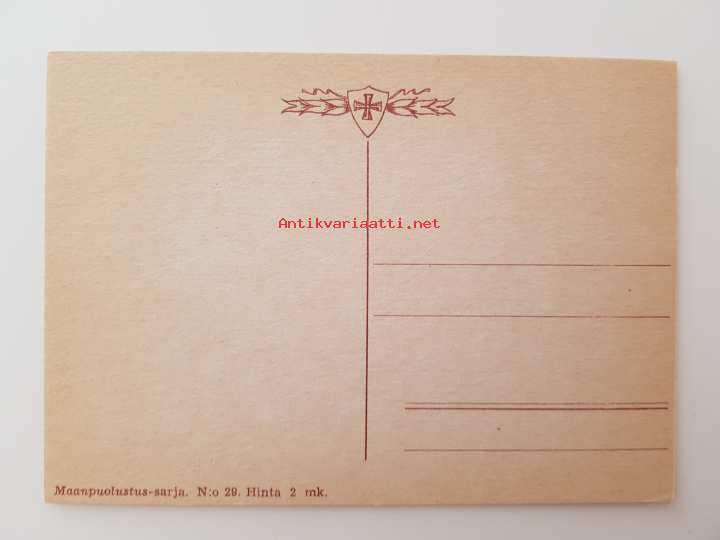 Antikvariaatti.net
Maanpuolustus-sarja. N:o 29. Hinta 2 mk.